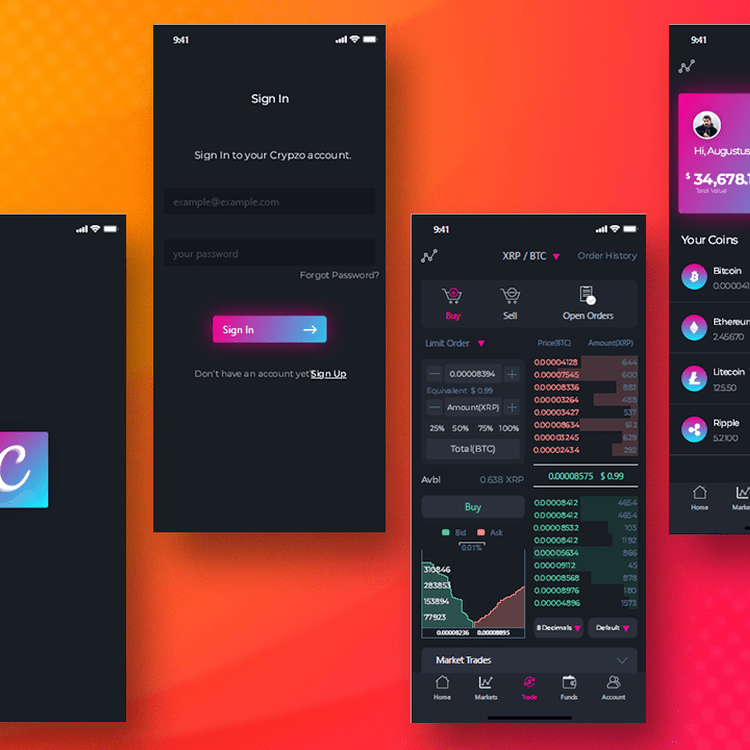 C
9:41
Sign In
Sign In to your Crypzo account.
example@example.com
your password
Forgot Password?
Sign In
Don't have an account yet?Sign Up
9:41
XRP / BTC
Order History
Buy
Sell
Open Orders
Limit Order
0.00008394
Equivalent $ 0.99
Amount(XRP)
25% 50% 75% 100%
Total(BTC)
Avbl 0.638 XRP
Buy
Bid Ask
0.01%
310846
283853
153894
77923
0.00008236 0.00008895
Price(BTC) Amount(XRP)
0.00004128 644
0.00007545 600
0.00008336 882
0.00003264 488
0.00003427 537
0.00008634 612
0.00003245 629
0.00002434 292
0.00008575 $ 0.99
0.00008412 4654
0.00008412 4654
0.00008532 103
0.00008412 1192
0.00005634 866
0.00009112 45
0.00008568 878
0.00008976 180
0.00004896 1573
8 Decimals
Default
Market Trades
Home Markets Trade Funds Account
9:41
Hi, Augustus
$ 34,678.1
Total Value
Your Coins
Bitcoin
0.000041
Ethereum
2.45670
Litecoin
125.50
Ripple
5.2100
Home Marke